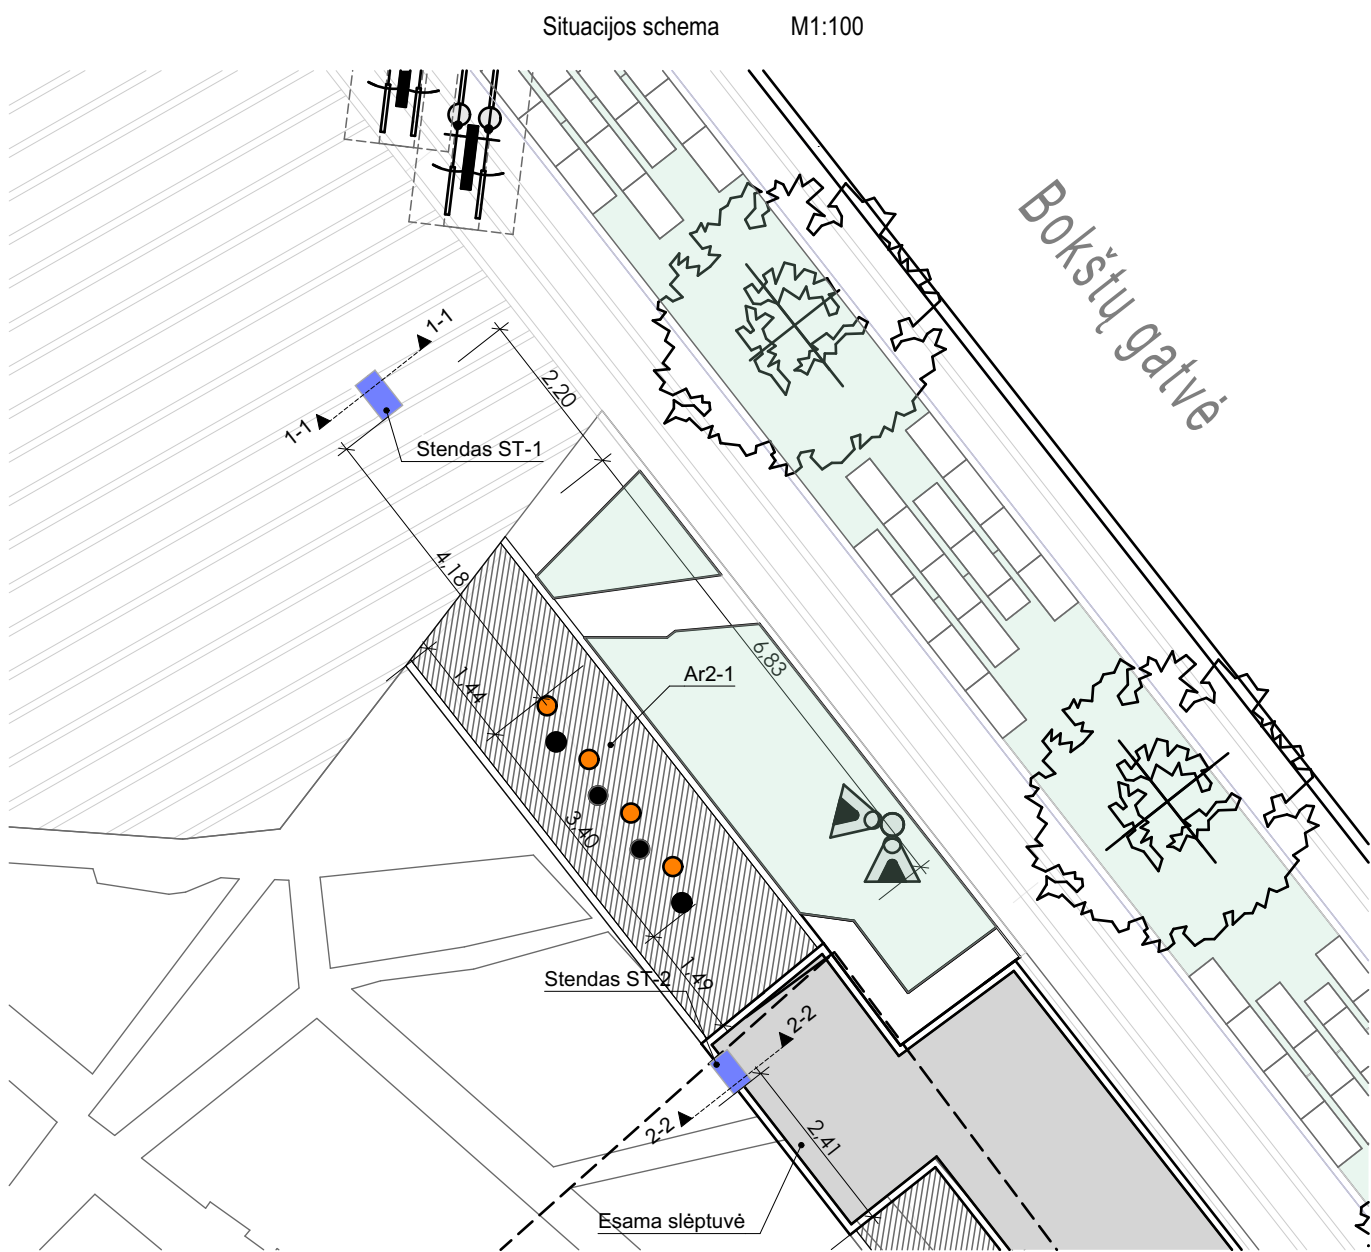 Situacijos schema M1:100
Bokštų gatvė
1-1
1-1
2,20
Stendas ST-1
4,18
6,83
Ar2-1
1,44
3,40
Stendas ST-2
1,49
2-2
2-2
2,41
Esama slėptuvė